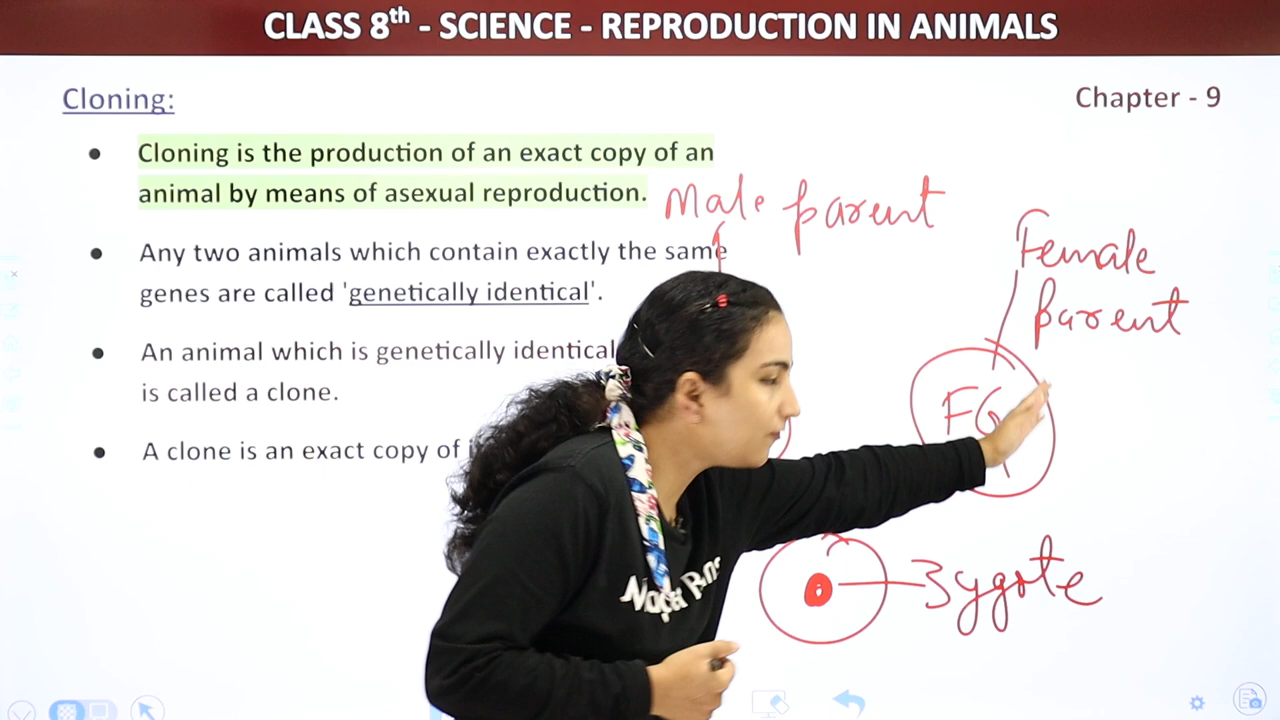 CLASS 8th - SCIENCE - REPRODUCTION IN ANIMALS
Cloning:
Chapter - 9
● Cloning is the production of an exact copy of an
animal by means of asexual reproduction.
● Any two animals which contain exactly the same
genes are called 'genetically identical'.
● An animal which is genetically identical
is called a clone.
● A clone is an exact copy of
Male parent
Female
parent
FG
Zygote